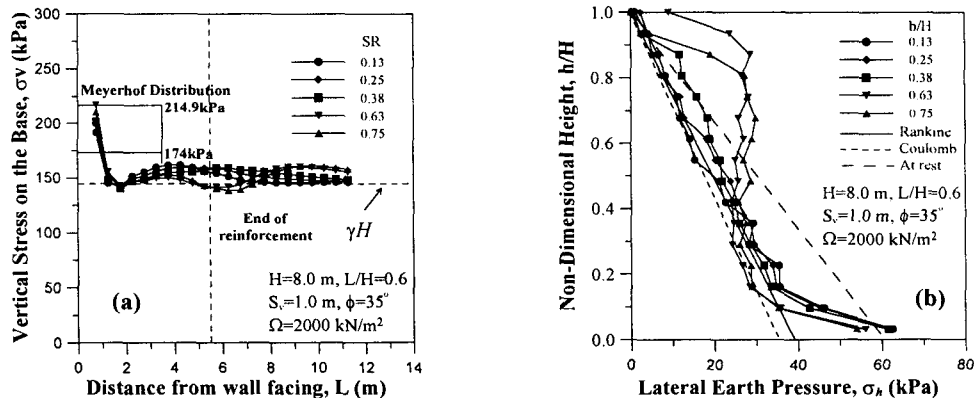 (a)
Vertical Stress on the Base, σv (kPa)
300
250
200
150
100
50
0
0 2 4 6 8 10 12 14
Distance from wall facing, L (m)
Meyerhof Distribution
214.9kPa
174kPa
SR
0.13
0.25
0.38
0.63
0.75
End of
reinforcement
γH
H=8.0 m, L/H=0.6
Sᵥ=1.0 m, ϕ=35°
Ω=2000 kN/m²
(b)
Non-Dimensional Height, h/H
1.0
0.8
0.6
0.4
0.2
0.0
0 20 40 60 80
Lateral Earth Pressure, σₕ (kPa)
h/H
0.13
0.25
0.38
0.63
0.75
Rankine
Coulomb
At rest
H=8.0 m, L/H=0.6
Sᵥ=1.0 m, ϕ=35°
Ω=2000 kN/m²